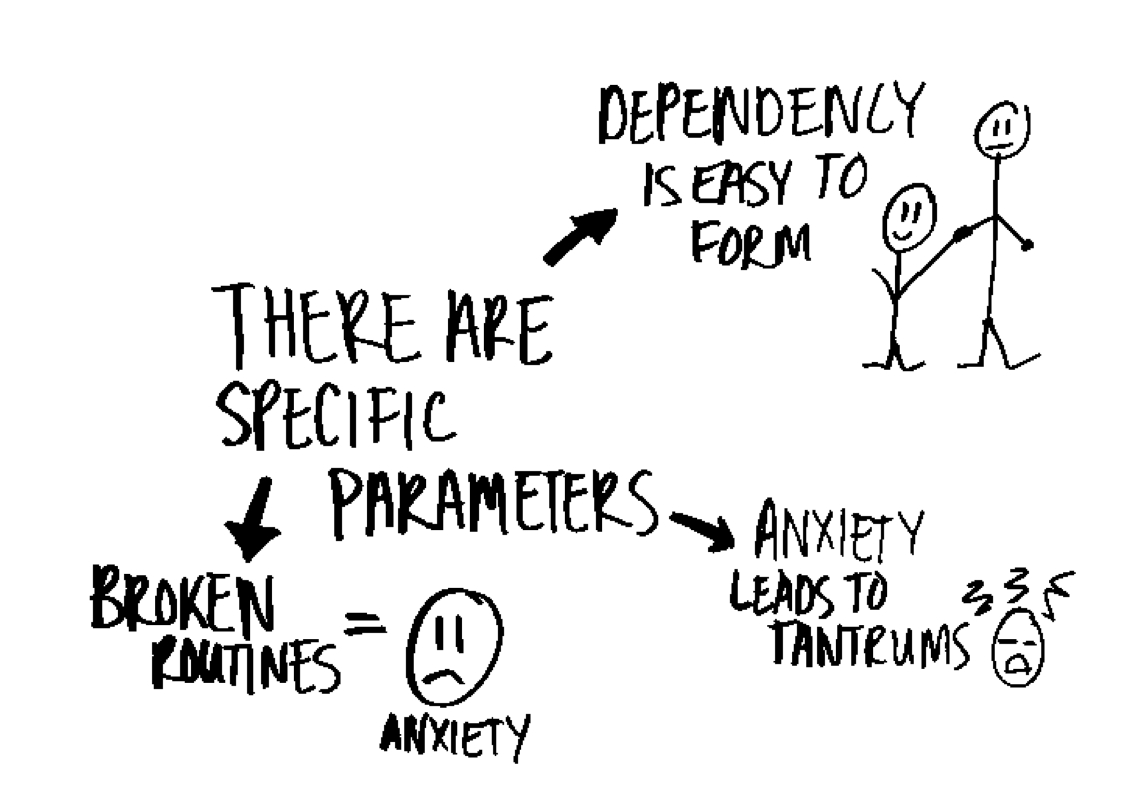 DEPENDENCY
IS EASY TO
FORM
THERE ARE
SPECIFIC
PARAMETERS
BROKEN
ROUTINES =
ANXIETY
ANXIETY
LEADS TO
TANTRUMS